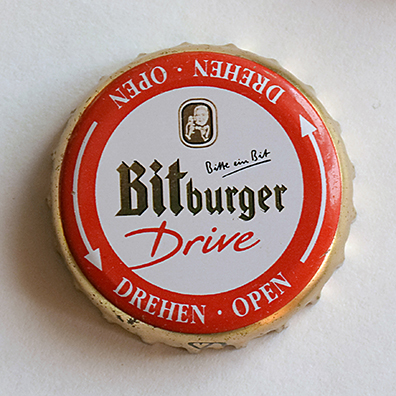 DREHEN · OPEN
Bitte ein Bit
Bitburger
Drive
DREHEN · OPEN